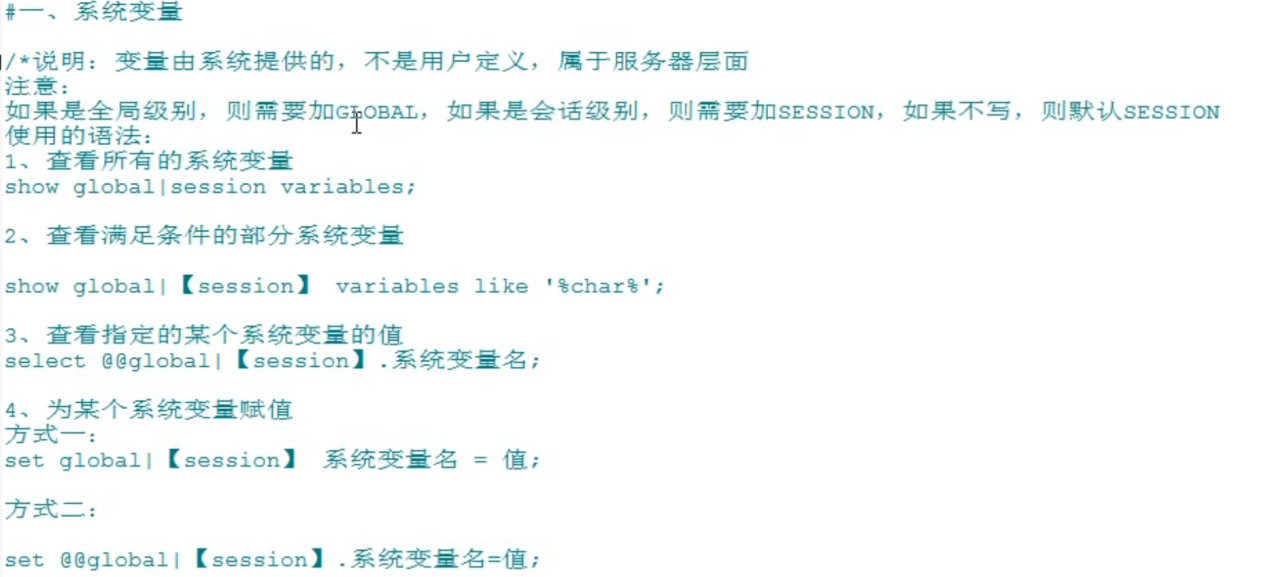 #一、系统变量
/*说明：变量由系统提供的，不是用户定义，属于服务器层面
注意：
如果是全局级别，则需要加GLOBAL，如果是会话级别，则需要加SESSION，如果不写，则默认SESSION
使用的语法：
1、查看所有的系统变量
show global|session variables;
2、查看满足条件的部分系统变量
show global|【session】 variables like '%char%';
3、查看指定的某个系统变量的值
select @@global|【session】.系统变量名;
4、为某个系统变量赋值
方式一：
set global|【session】 系统变量名 = 值;
方式二：
set @@global|【session】.系统变量名=值;